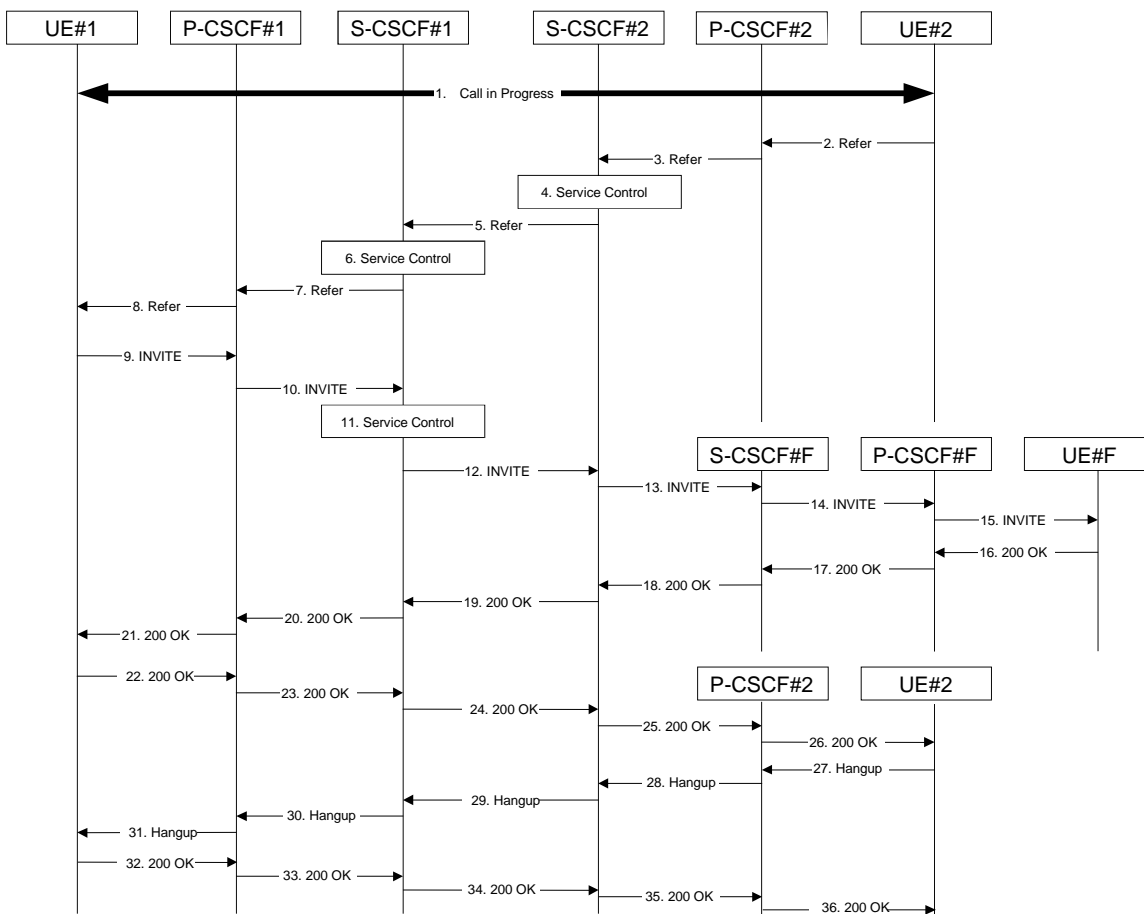 UE#1
P-CSCF#1
S-CSCF#1
S-CSCF#2
P-CSCF#2
UE#2
1. Call in Progress
2. Refer
3. Refer
4. Service Control
5. Refer
6. Service Control
7. Refer
8. Refer
9. INVITE
10. INVITE
11. Service Control
S-CSCF#F
P-CSCF#F
UE#F
12. INVITE
13. INVITE
14. INVITE
15. INVITE
16. 200 OK
17. 200 OK
18. 200 OK
19. 200 OK
20. 200 OK
21. 200 OK
22. 200 OK
P-CSCF#2
UE#2
23. 200 OK
24. 200 OK
25. 200 OK
26. 200 OK
27. Hangup
28. Hangup
29. Hangup
30. Hangup
31. Hangup
32. 200 OK
33. 200 OK
34. 200 OK
35. 200 OK
36. 200 OK